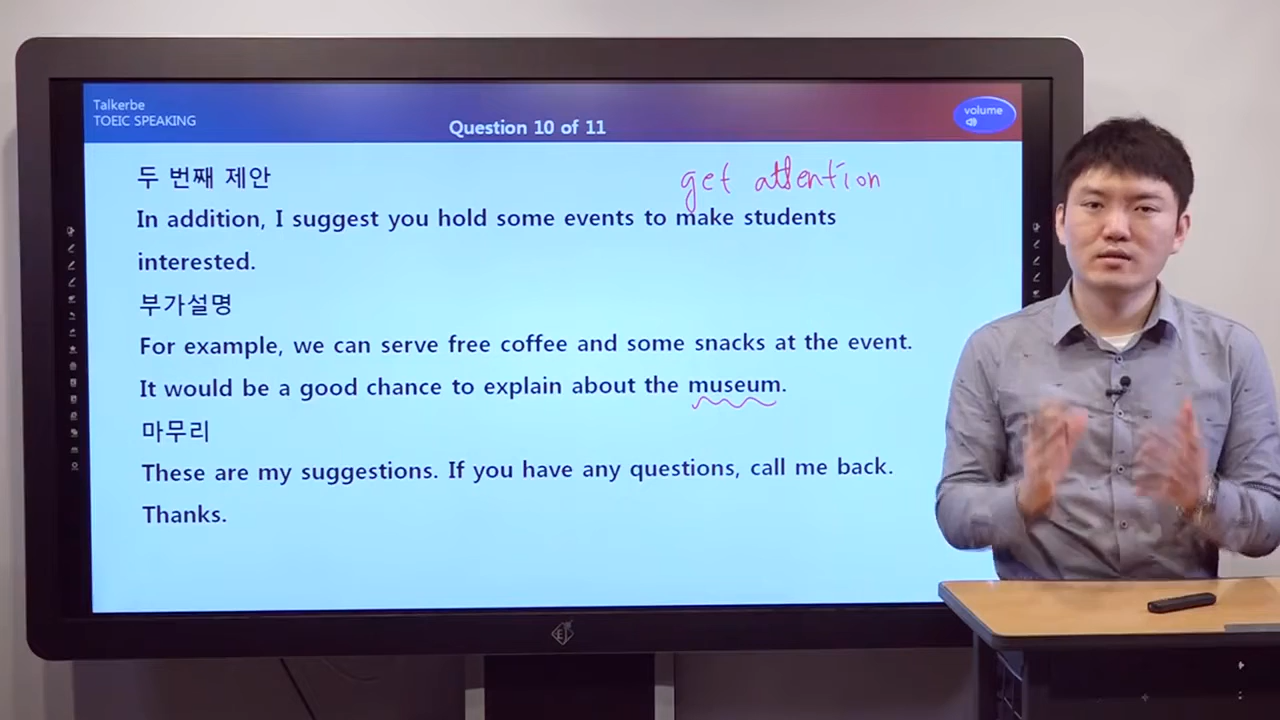 Talkerbe
TOEIC SPEAKING
Question 10 of 11
volume
두 번째 제안
get attention
In addition, I suggest you hold some events to make students
interested.
부가설명
For example, we can serve free coffee and some snacks at the event.
It would be a good chance to explain about the museum.
마무리
These are my suggestions. If you have any questions, call me back.
Thanks.